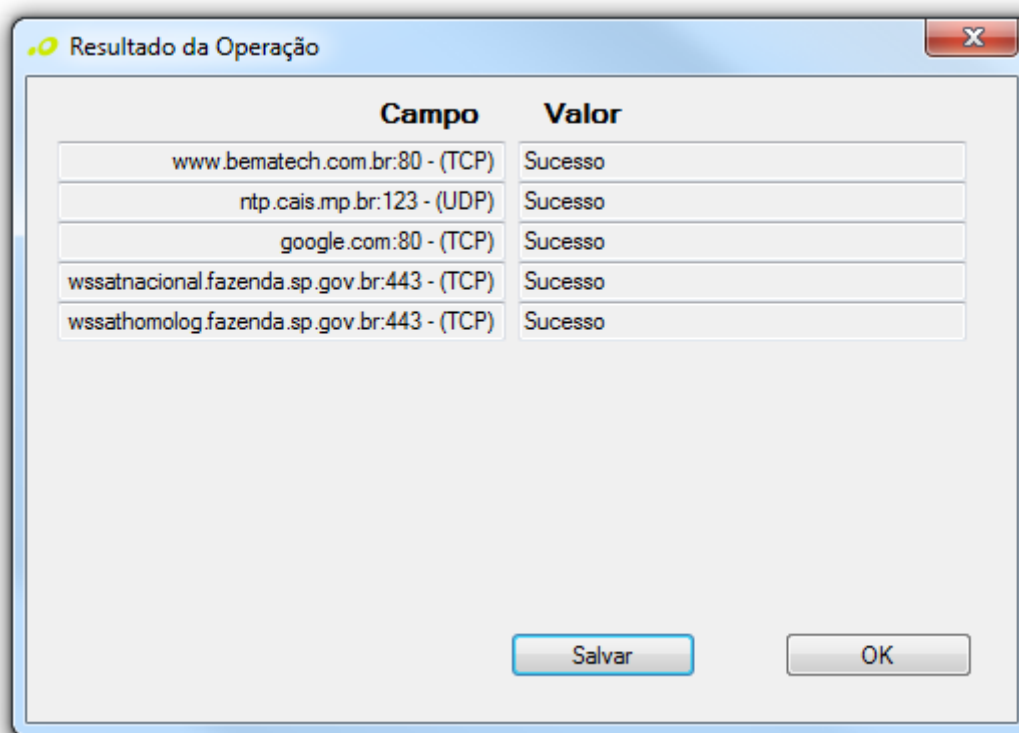 Resultado da Operação
Campo Valor
www.bematech.com.br:80 - (TCP) Sucesso
ntp.cais.rnp.br:123 - (UDP) Sucesso
google.com:80 - (TCP) Sucesso
wssatnacional.fazenda.sp.gov.br:443 - (TCP) Sucesso
wssathomolog.fazenda.sp.gov.br:443 - (TCP) Sucesso
Salvar OK